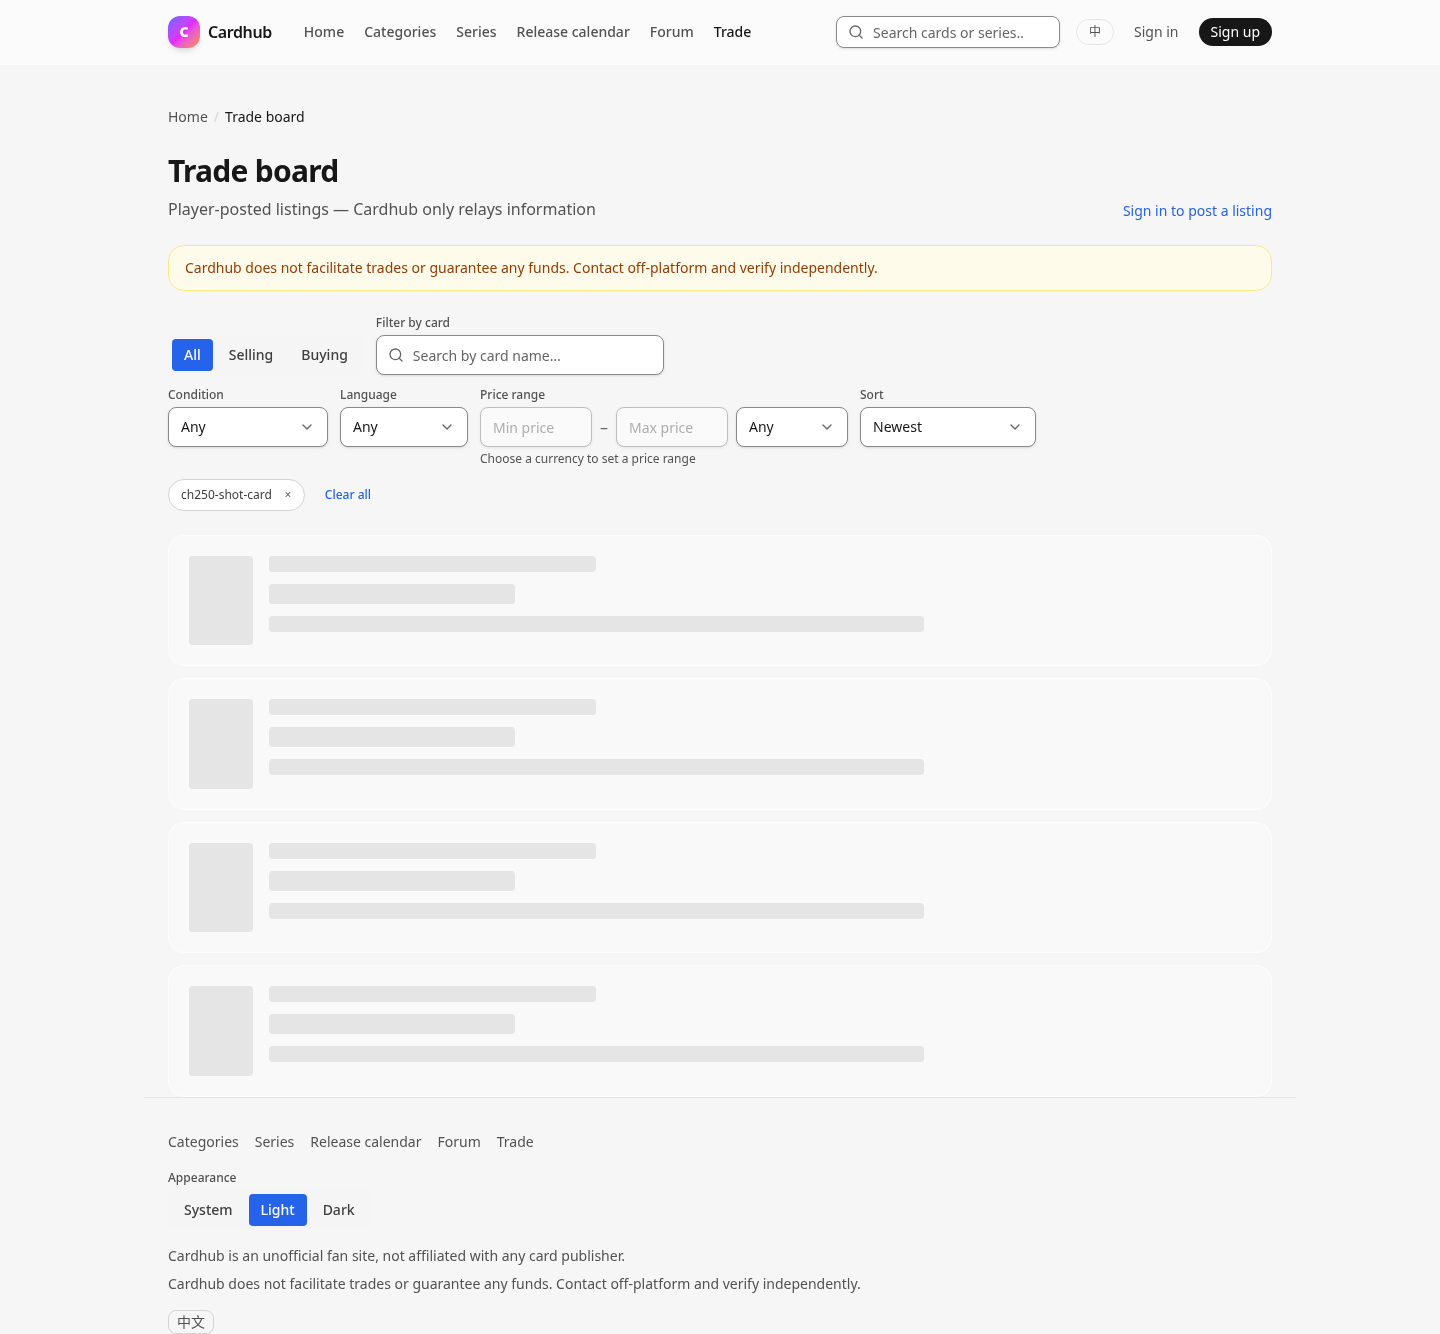 C Cardhub Home Categories Series Release calendar Forum Trade Search cards or series.. 中 Sign in Sign up
Home / Trade board
Trade board
Player-posted listings — Cardhub only relays information
Sign in to post a listing
Cardhub does not facilitate trades or guarantee any funds. Contact off-platform and verify independently.
Filter by card
All Selling Buying Search by card name...
Condition Language Price range Sort
Any Any Min price – Max price Any Newest
Choose a currency to set a price range
ch250-shot-card × Clear all
Categories Series Release calendar Forum Trade
Appearance
System Light Dark
Cardhub is an unofficial fan site, not affiliated with any card publisher.
Cardhub does not facilitate trades or guarantee any funds. Contact off-platform and verify independently.
中文